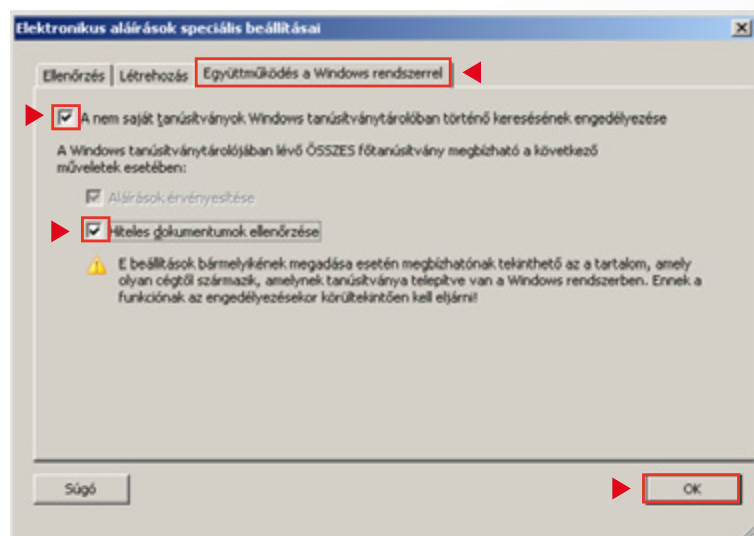 Elektronikus aláírások speciális beállításai
Ellenőrzés
Létrehozás
Együttműködés a Windows rendszerrel
A nem saját tanúsítványok Windows tanúsítványtárolóban történő keresésének engedélyezése
A Windows tanúsítványtárolójában lévő ÖSSZES főtanúsítvány megbízható a következő
műveletek esetében:
Aláírások érvényesítése
Hiteles dokumentumok ellenőrzése
E beállítások bármelyikének megadása esetén megbízhatónak tekinthető az a tartalom, amely
olyan cégtől származik, amelynek tanúsítványa telepítve van a Windows rendszerben. Ennek a
funkciónak az engedélyezésekor körültekintően kell eljárni!
Súgó
OK